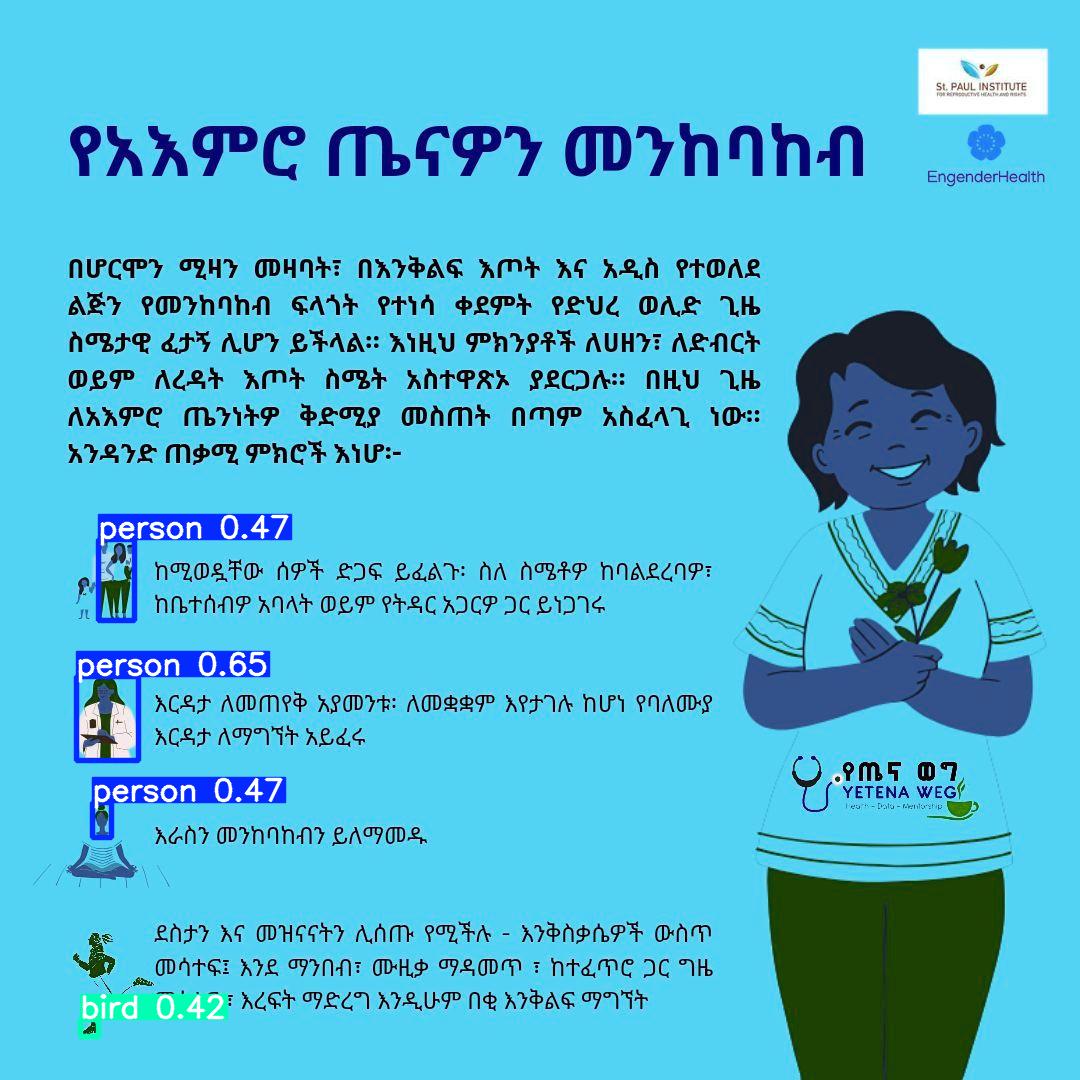 St. PAUL INSTITUTE
FOR REPRODUCTIVE HEALTH AND RIGHTS
EngenderHealth
የአእምሮ ጤናዎን መንከባከብ
በሆርሞን ሚዛን መዛባት፣ በእንቅልፍ እጦት እና አዲስ የተወለደ
ልጅን የመንከባከብ ፍላጎት የተነሳ ቀደምት የድህረ ወሊድ ጊዜ
ስሜታዊ ፈታኝ ሊሆን ይችላል። እነዚህ ምክንያቶች ለሀዘን፣ ለድብርት
ወይም ለረዳት እጦት ስሜት አስተዋጽኦ ያደርጋሉ። በዚህ ጊዜ
ለአእምሮ ጤንነትዎ ቅድሚያ መስጠት በጣም አስፈላጊ ነው።
አንዳንድ ጠቃሚ ምክሮች እነሆ፡-
person 0.47
ከሚወዷቸው ሰዎች ድጋፍ ይፈልጉ፡ ስለ ስሜቶዎ ከባልደረባዎ፣
ከቤተሰብዎ አባላት ወይም የትዳር አጋርዎ ጋር ይነጋገሩ
person 0.65
እርዳታ ለመጠየቅ አያመንቱ፡ ለመቋቋም እየታገሉ ከሆነ የባለሙያ
እርዳታ ለማግኘት አይፈሩ
person 0.47
እራስን መንከባከብን ይለማመዱ
የጤና ወግ
YETENA WEG
Health - Data - Mentorship
ደስታን እና መዝናናትን ሊሰጡ የሚችሉ - እንቅስቃሴዎች ውስጥ
መሳተፍ፤ እንደ ማንበብ፣ ሙዚቃ ማዳመጥ ፣ ከተፈጥሮ ጋር ግዜ
፣ እረፍት ማድረግ እንዲሁም በቂ እንቅልፍ ማግኘት
bird 0.42